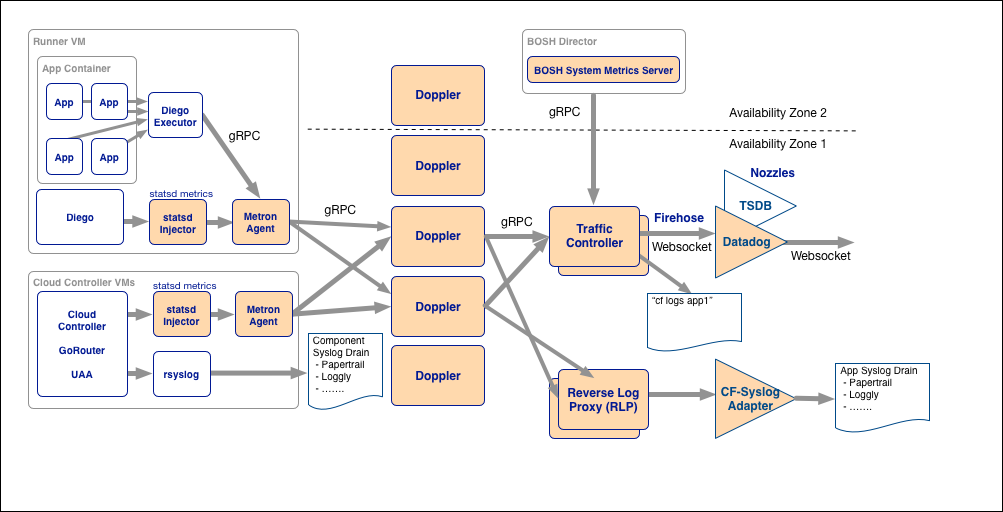 Runner VM
App Container
App
App
App
App
Diego
Executor
gRPC
Diego
statsd metrics
statsd
Injector
Metron
Agent
gRPC
Cloud Controller VMs
Cloud
Controller
GoRouter
UAA
statsd metrics
statsd
Injector
Metron
Agent
rsyslog
Component
Syslog Drain
- Papertrail
- Loggly
- .......
Doppler
Doppler
Doppler
Doppler
Doppler
gRPC
BOSH Director
BOSH System Metrics Server
gRPC
Availability Zone 2
Availability Zone 1
Traffic
Controller
Firehose
Websocket
Nozzles
TSDB
Datadog
Websocket
“cf logs app1”
Reverse Log
Proxy (RLP)
CF-Syslog
Adapter
App Syslog Drain
- Papertrail
- Loggly
- .......